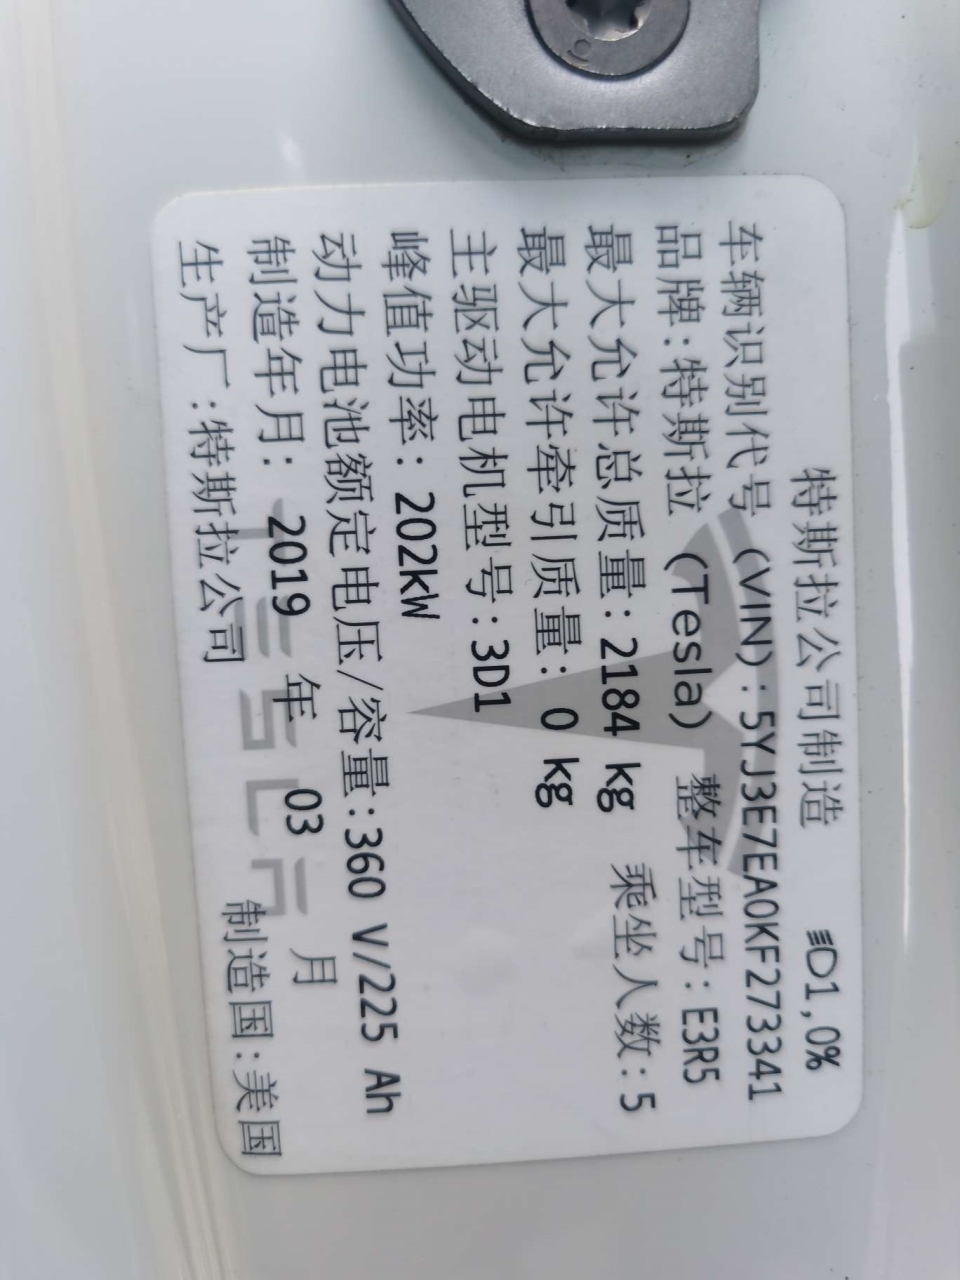 特斯拉公司制造 1,0%
车辆识别代号 (VIN):5YJ3E7EA0KF273341
品牌:特斯拉 (Tesla) 整车型号:E3R5
最大允许总质量:2184 kg 乘坐人数:5
最大允许牵引质量: 0 kg
主驱动电机型号:3D1
峰值功率: 202kW
动力电池额定电压/容量:360 V/225 Ah
制造年月: 2019 年 03 月
生产厂:特斯拉公司 制造国:美国
TESLA